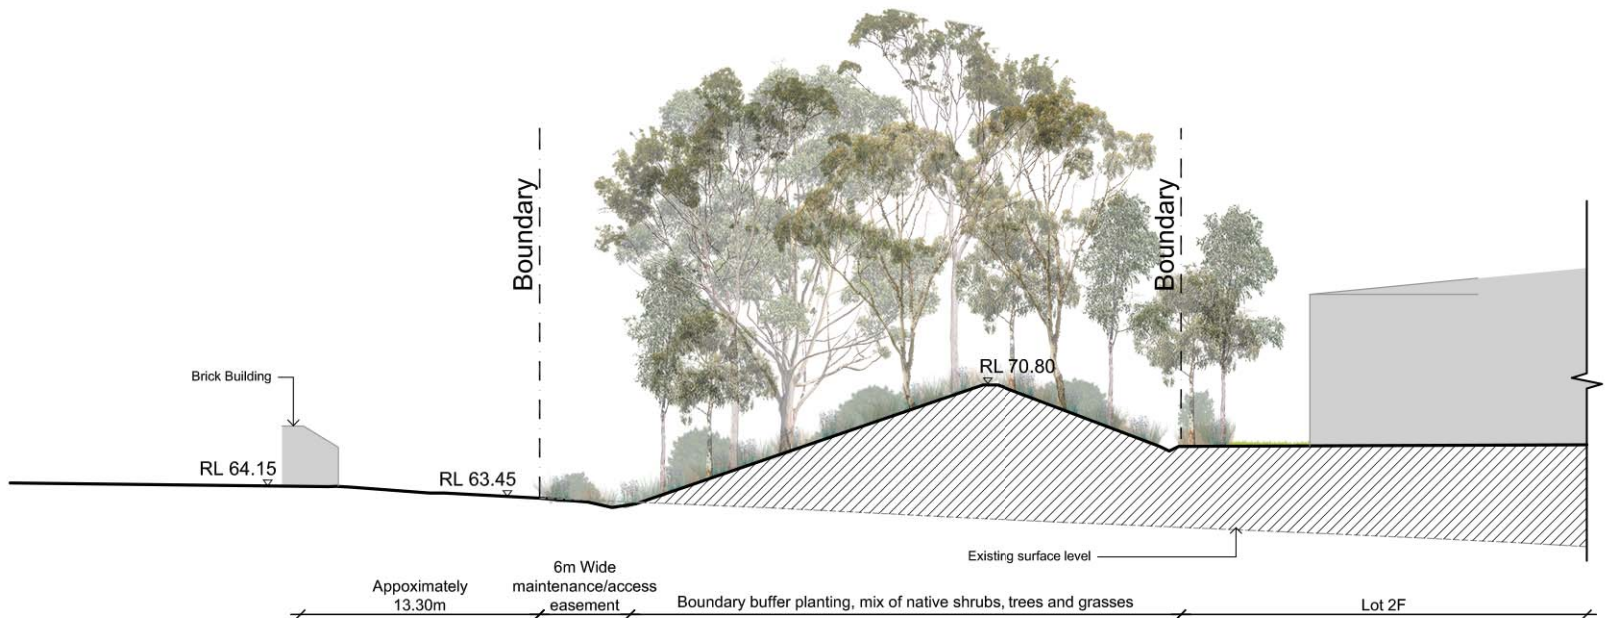 Boundary
Boundary
RL 70.80
Brick Building
RL 64.15
RL 63.45
Existing surface level
Appoximately
13.30m
6m Wide
maintenance/access
easement
Boundary buffer planting, mix of native shrubs, trees and grasses
Lot 2F